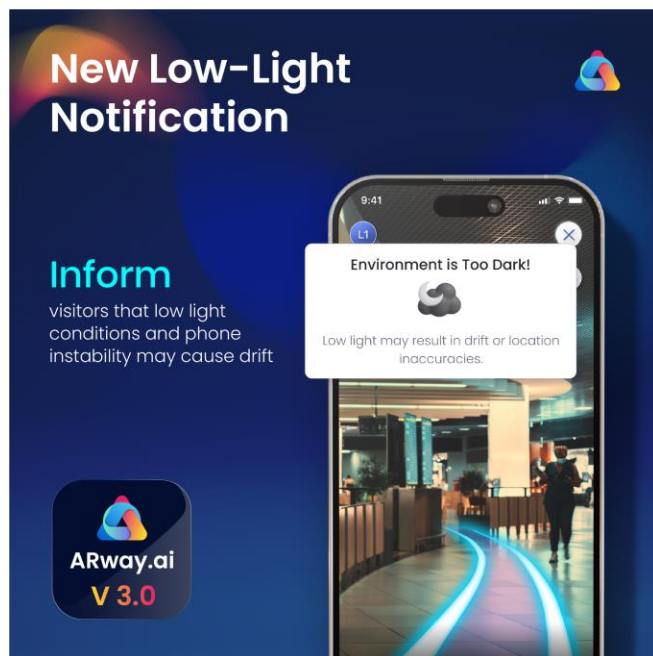 New Low-Light
Notification
Inform
visitors that low light
conditions and phone
instability may cause drift
9:41
L1
Environment is Too Dark!
Low light may result in drift or location
inaccuracies.
ARway.ai
V 3.0